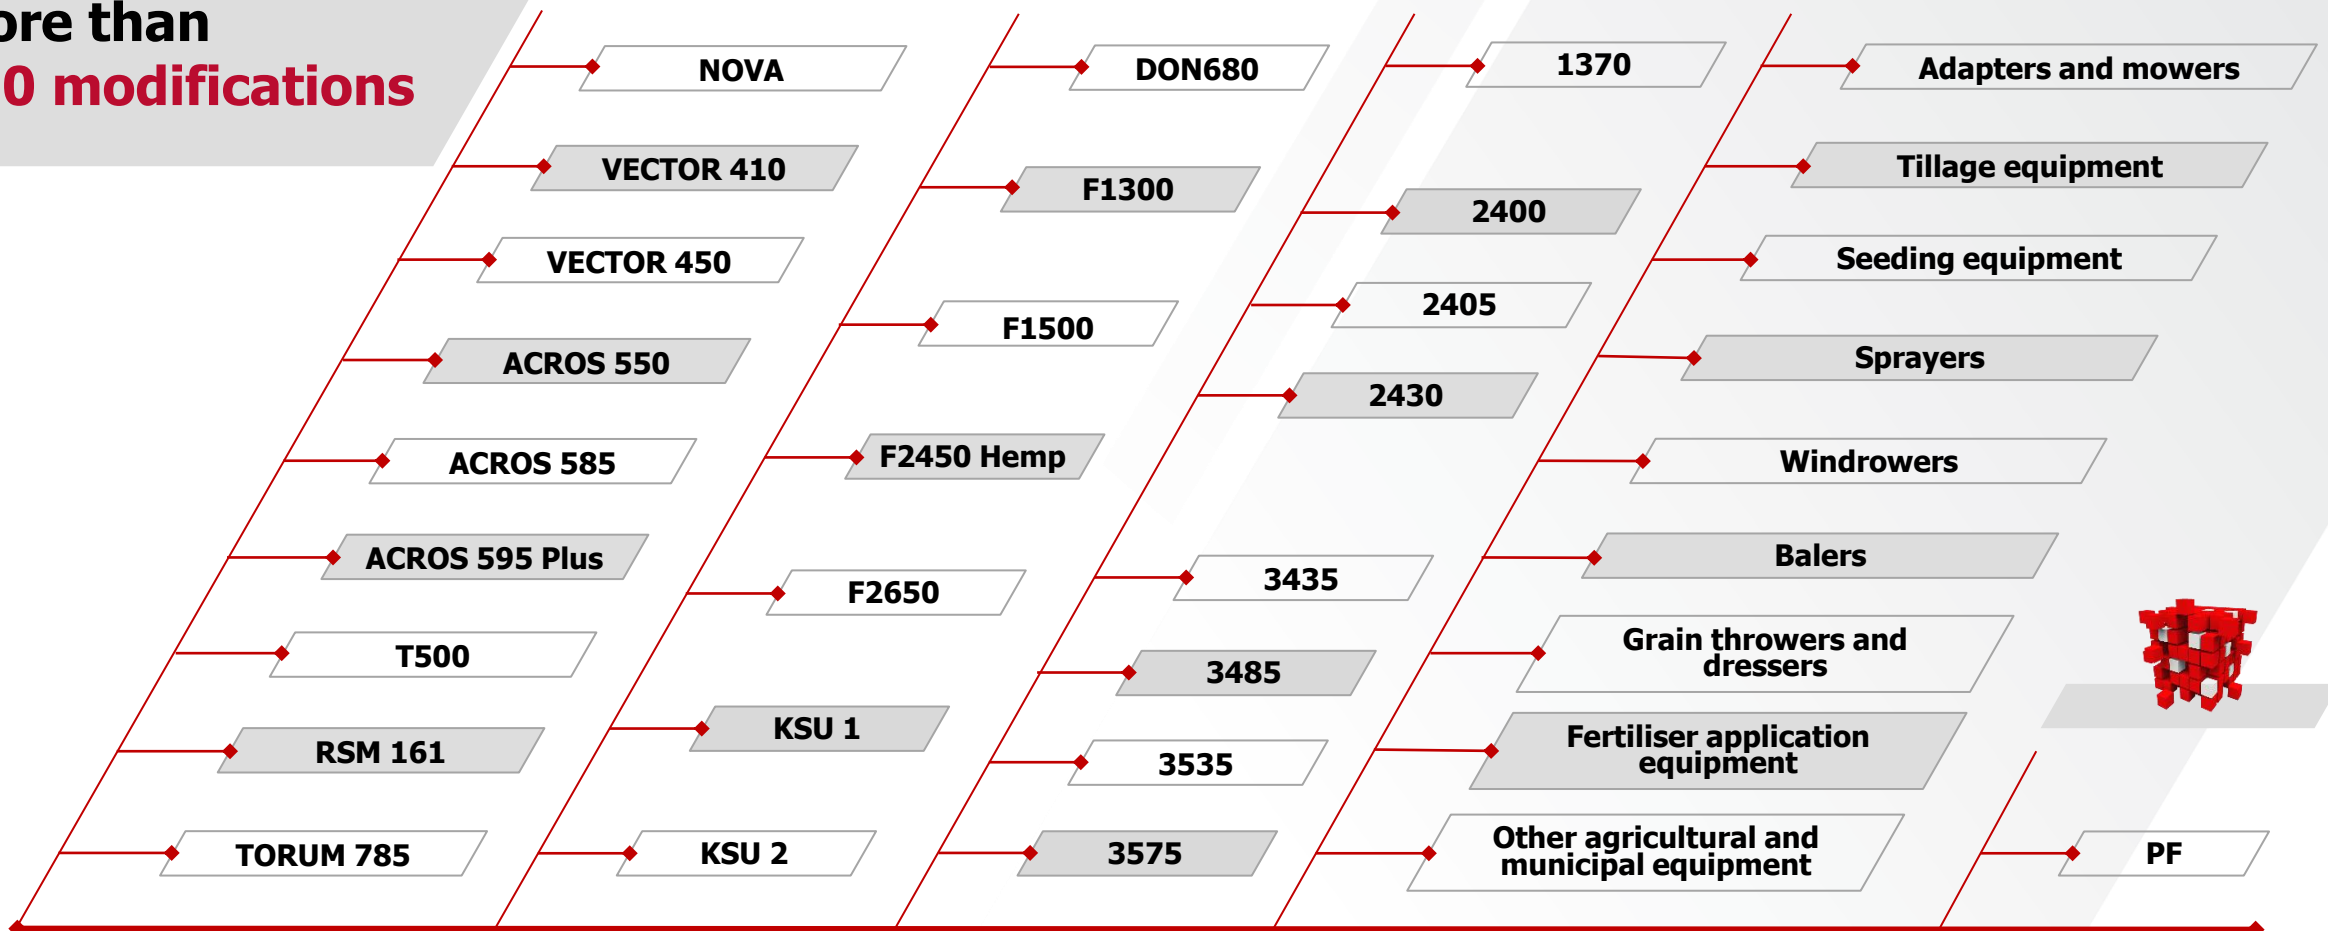 than
modifications
NOVA
VECTOR 410
VECTOR 450
ACROS 550
ACROS 585
ACROS 595 Plus
T500
RSM 161
TORUM 785
DON680
F1300
F1500
F2450 Hemp
F2650
KSU 1
KSU 2
1370
2400
2405
2430
3435
3485
3535
3575
Adapters and mowers
Tillage equipment
Seeding equipment
Sprayers
Windrowers
Balers
Grain throwers and
dressers
Fertiliser application
equipment
Other agricultural and
municipal equipment
PF